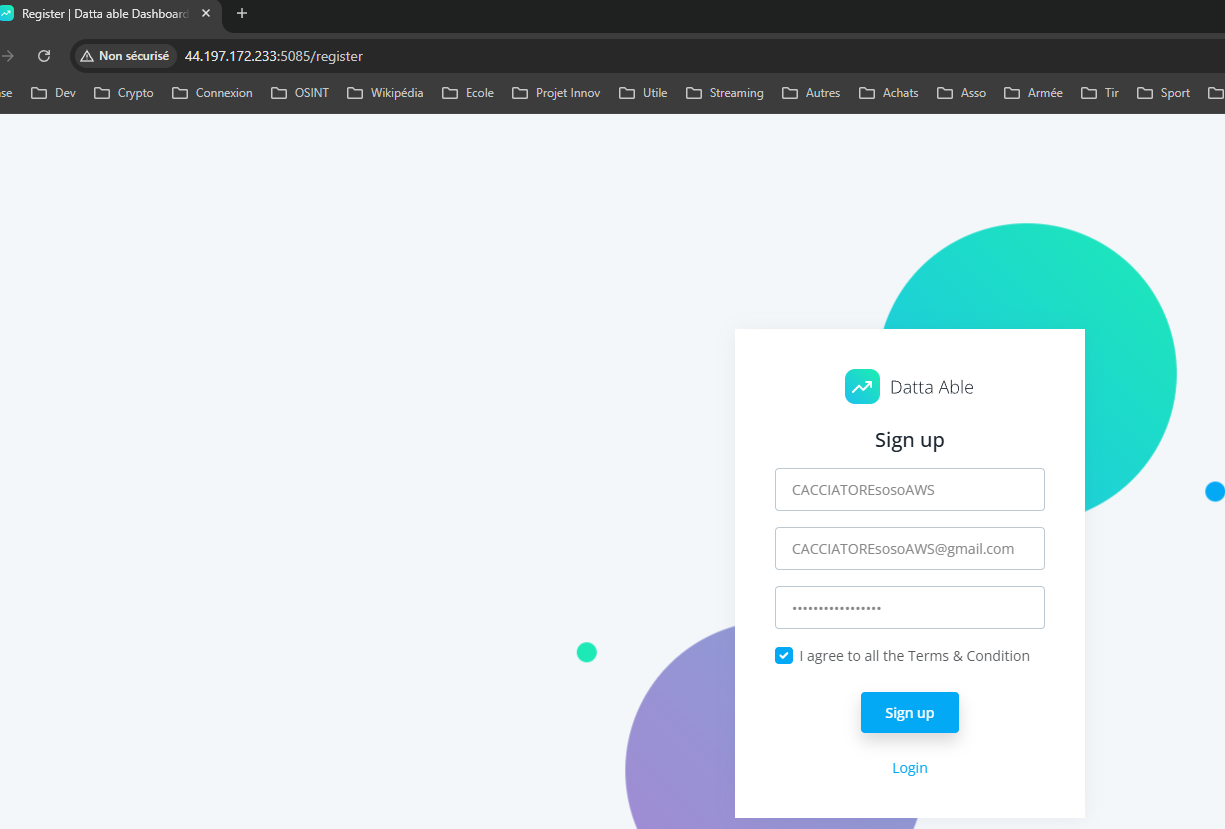 Register | Datta able Dashboard
Non sécurisé 44.197.172.233:5085/register
se Dev Crypto Connexion OSINT Wikipédia Ecole Projet Innov Utile Streaming Autres Achats Asso Armée Tir Sport
Datta Able
Sign up
CACCIATOREsosoAWS
CACCIATOREsosoAWS@gmail.com
•••••••••••••••••
I agree to all the Terms & Condition
Sign up
Login